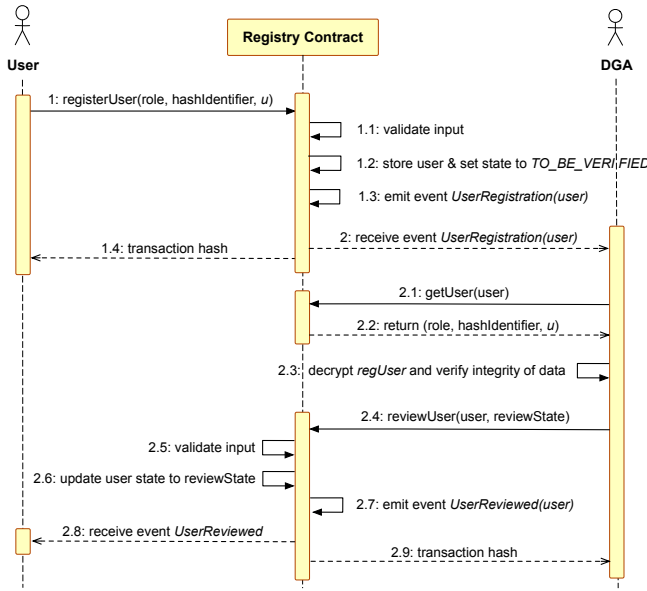 User
Registry Contract
DGA
1: registerUser(role, hashIdentifier, u)
1.1: validate input
1.2: store user & set state to TO_BE_VERIFIED
1.3: emit event UserRegistration(user)
1.4: transaction hash
2: receive event UserRegistration(user)
2.1: getUser(user)
2.2: return (role, hashIdentifier, u)
2.3: decrypt regUser and verify integrity of data
2.4: reviewUser(user, reviewState)
2.5: validate input
2.6: update user state to reviewState
2.7: emit event UserReviewed(user)
2.8: receive event UserReviewed
2.9: transaction hash